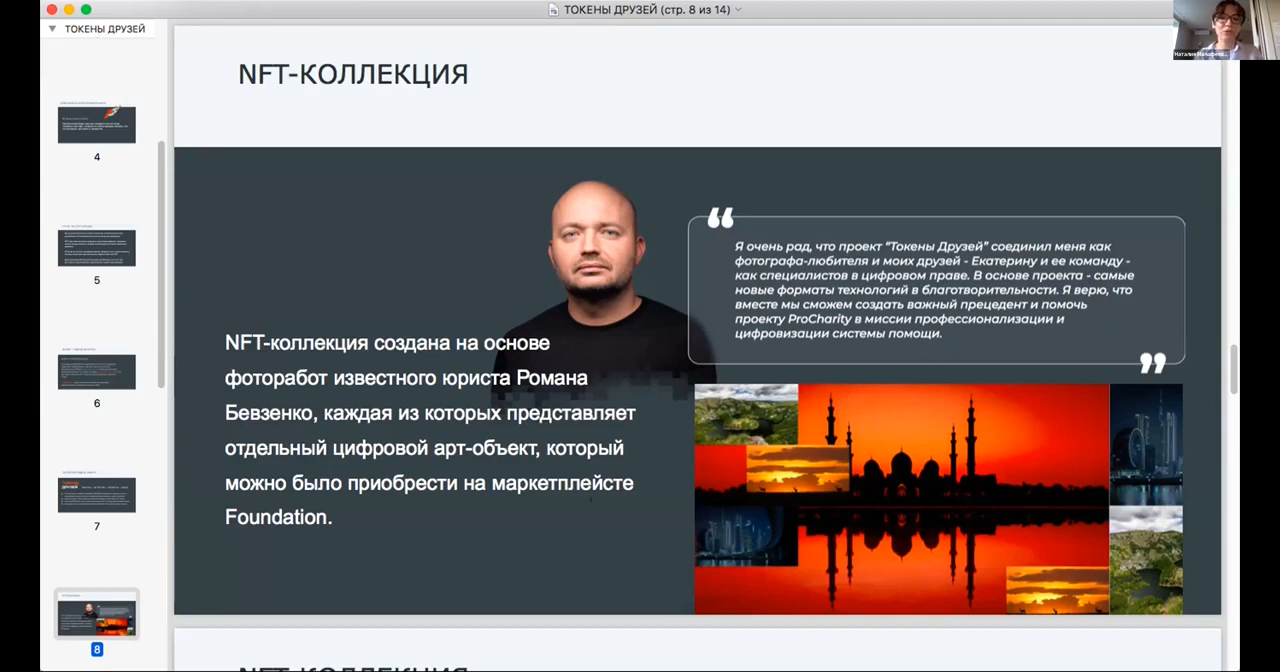 ТОКЕНЫ ДРУЗЕЙ (стр. 8 из 14)
ТОКЕНЫ ДРУЗЕЙ
4
5
6
7
8
NFT-КОЛЛЕКЦИЯ
NFT-коллекция создана на основе
фоторабот известного юриста Романа
Бевзенко, каждая из которых представляет
отдельный цифровой арт-объект, который
можно было приобрести на маркетплейсте
Foundation.
“
Я очень рад, что проект “Токены Друзей” соединил меня как
фотографа-любителя и моих друзей - Екатерину и ее команду -
как специалистов в цифровом праве. В основе проекта - самые
новые форматы технологий в благотворительности. Я верю, что
вместе мы сможем создать важный прецедент и помочь
проекту ProCharity в миссии профессионализации и
цифровизации системы помощи.
”
NFT-КОЛЛЕКЦИЯ
Наталия